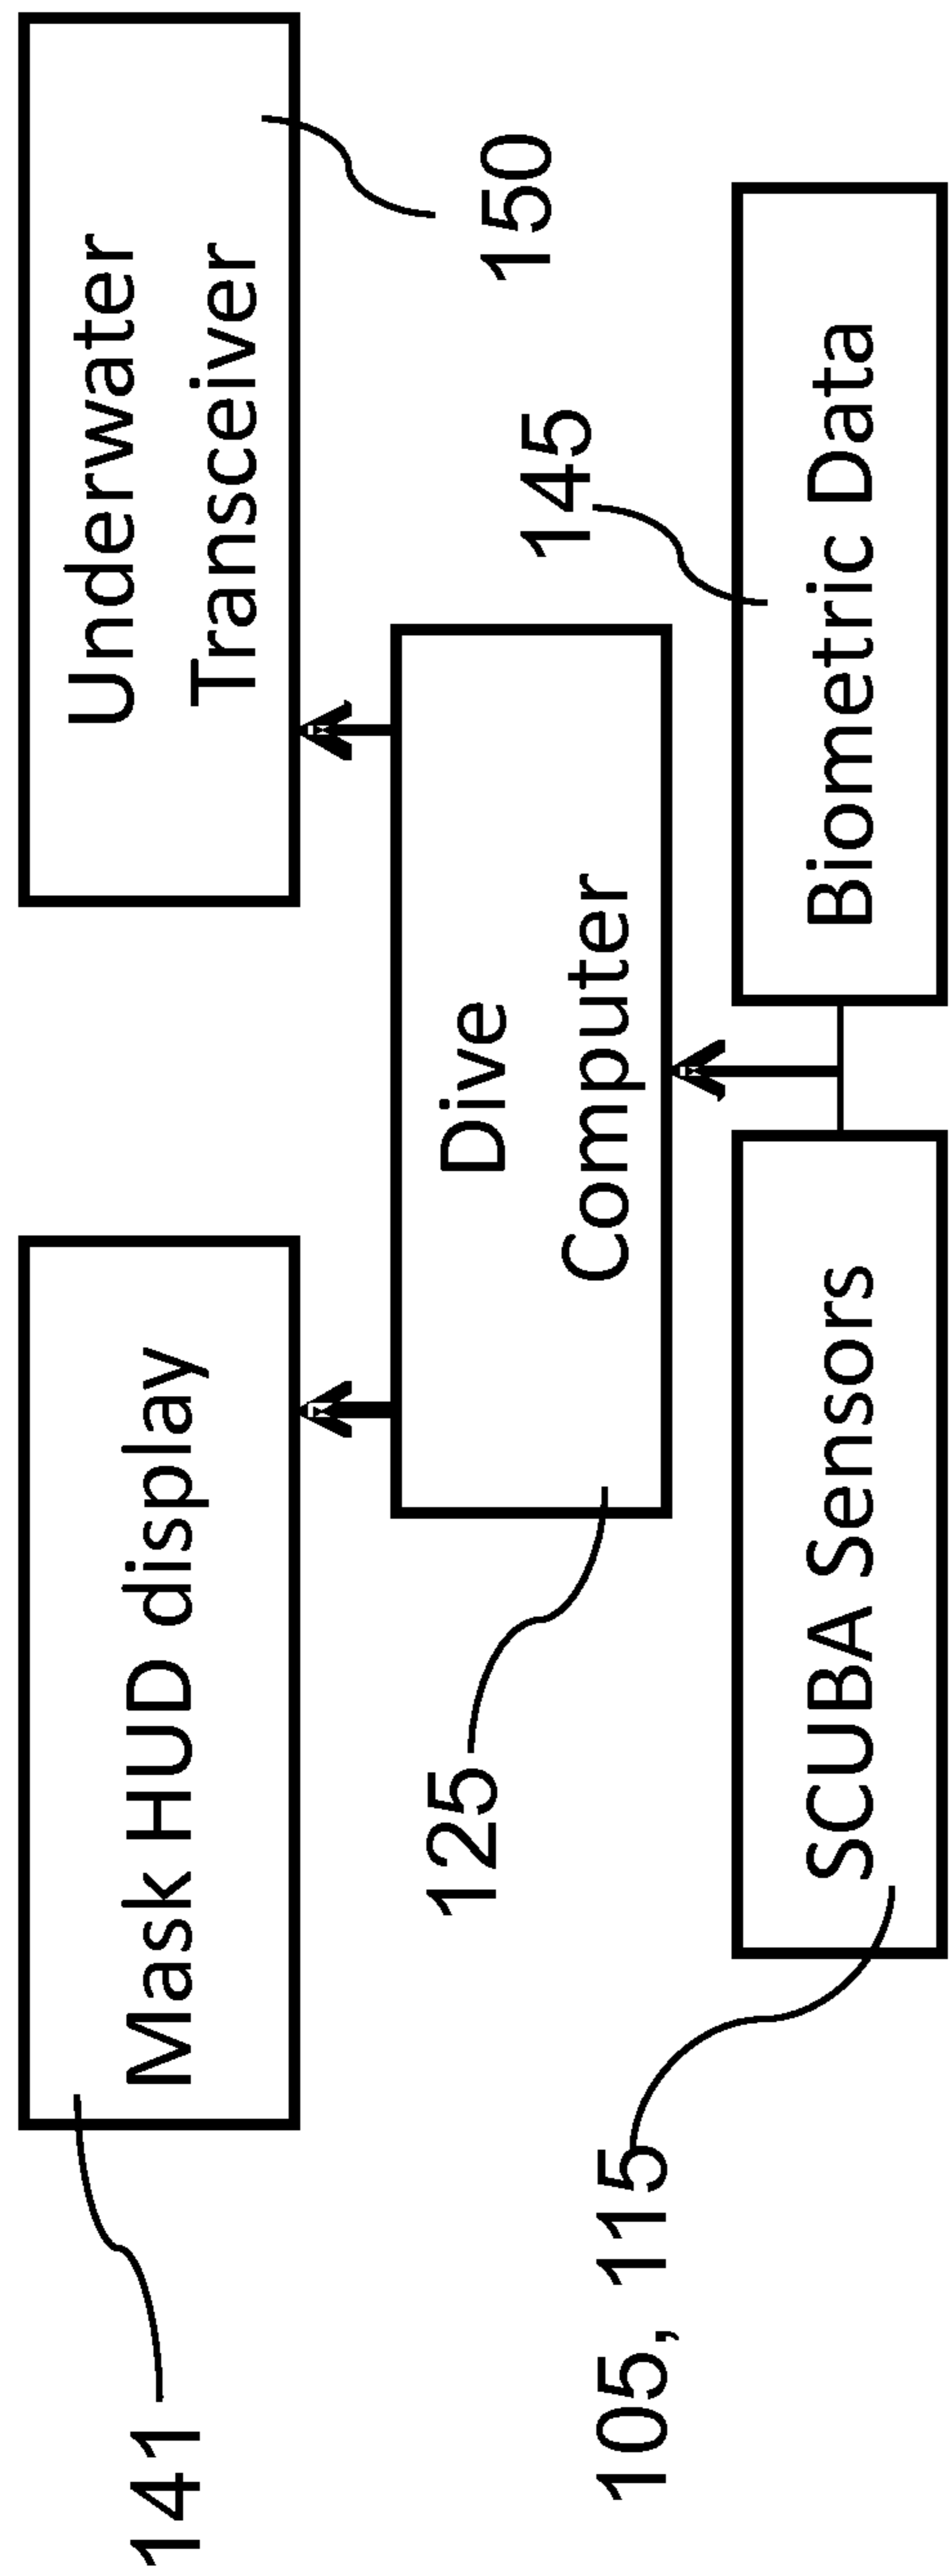 141
Mask HUD display
Underwater
Transceiver
150
125
Dive
Computer
145
105, 115
SCUBA Sensors
Biometric Data